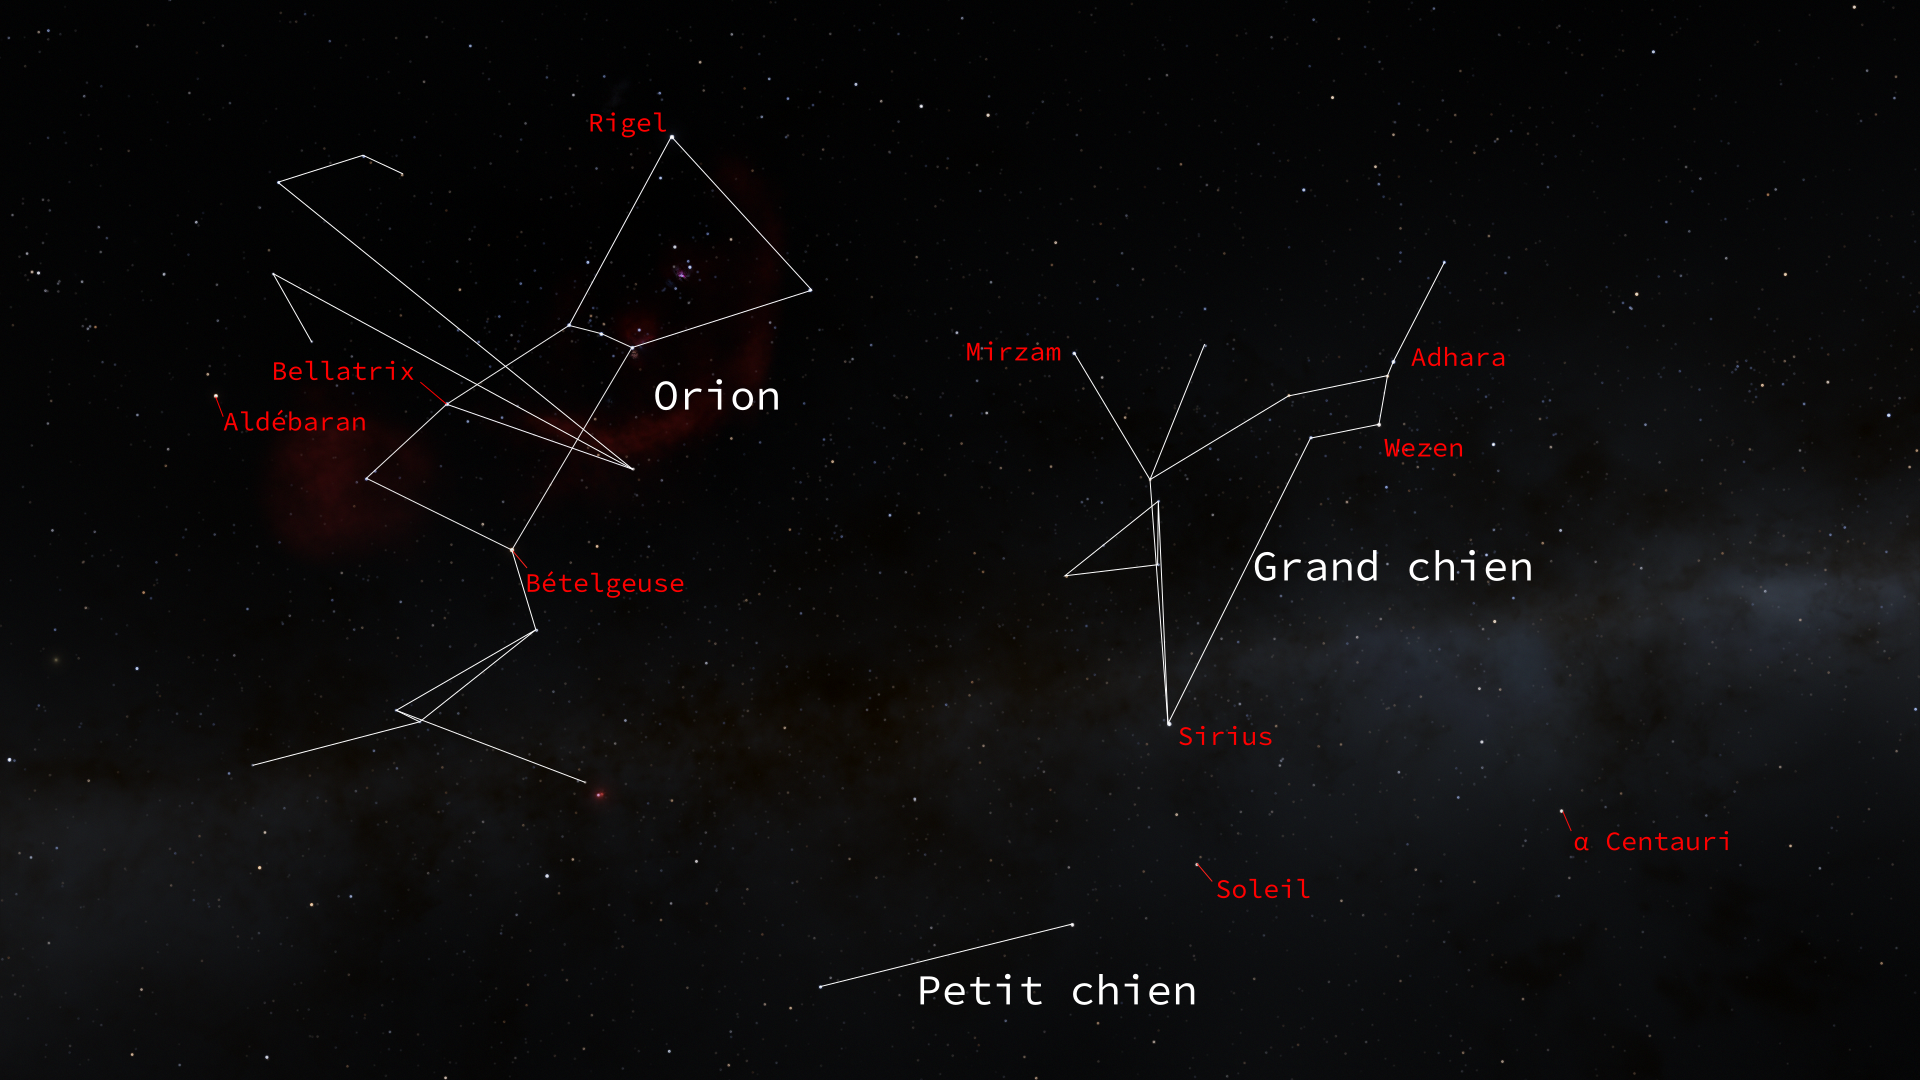 Rigel
Mirzam
Adhara
Bellatrix
Orion
Aldébaran
Wezen
Grand chien
Bételgeuse
Sirius
α Centauri
Soleil
Petit chien